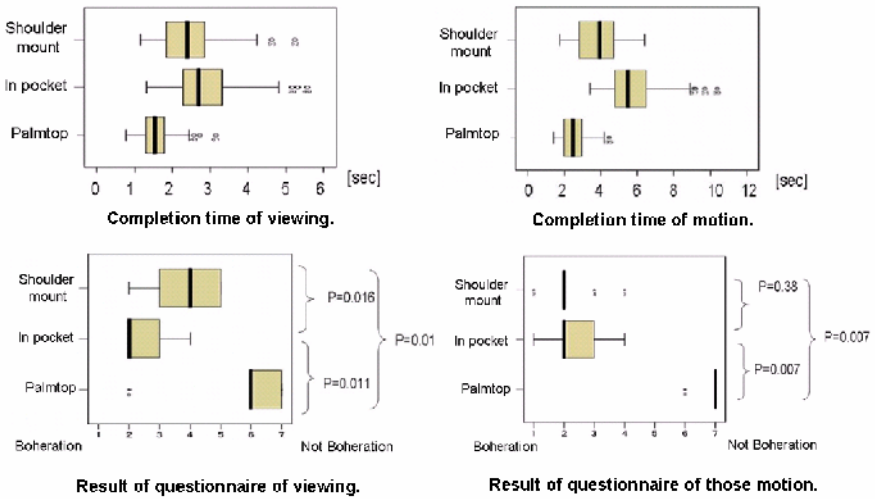 Shoulder
mount
In pocket
Palmtop
0 1 2 3 4 5 6 [sec]
Completion time of viewing.
Shoulder
mount
In pocket
Palmtop
0 2 4 6 8 10 12 [sec]
Completion time of motion.
Shoulder
mount
In pocket
Palmtop
P=0.016
P=0.01
P=0.011
1 2 3 4 5 6 7
Boheration Not Boheration
Result of questionnaire of viewing.
Shoulder
mount
In pocket
Palmtop
P=0.38
P=0.007
P=0.007
1 2 3 4 5 6 7
Boheration Not Boheration
Result of questionnaire of those motion.